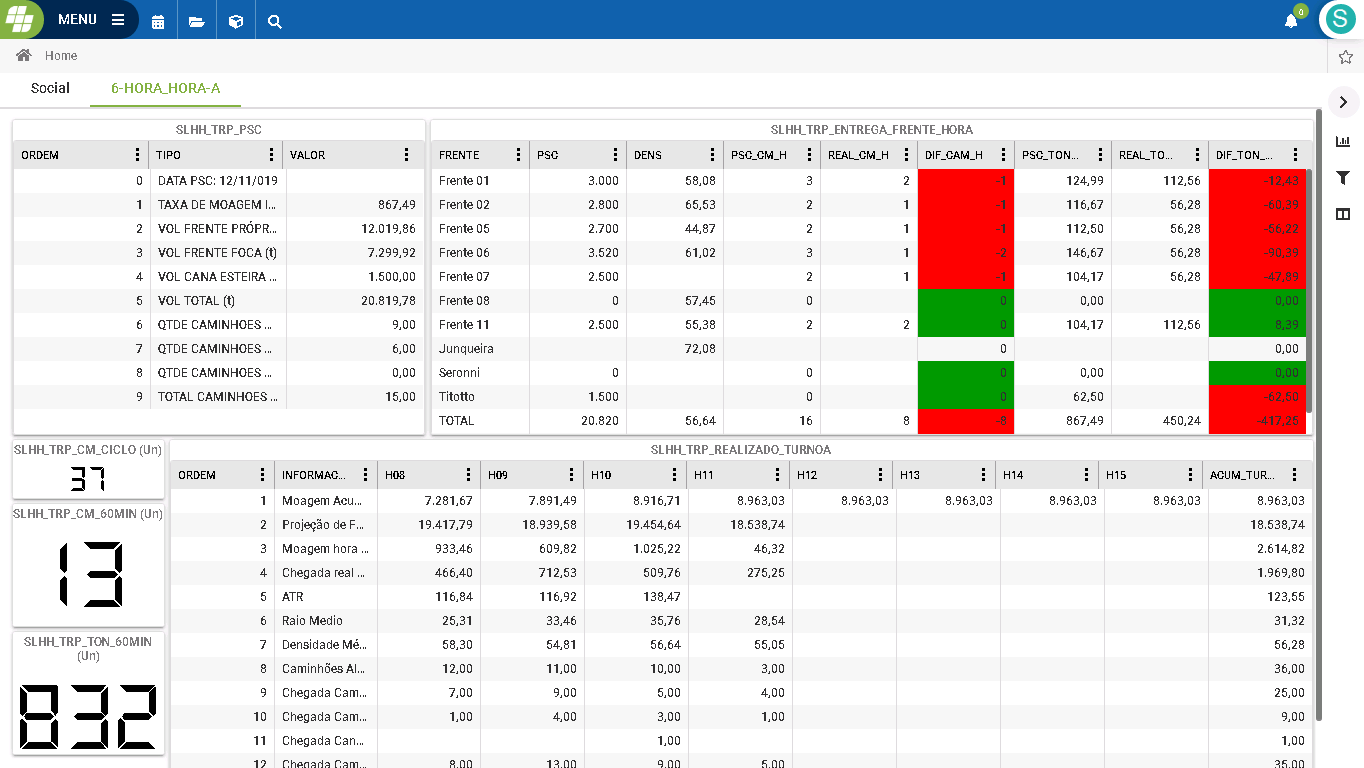 MENU
0
S
Home
Social 6-HORA_HORA-A
SLHH_TRP_PSC
ORDEM TIPO VALOR
0 DATA PSC: 12/11/019
1 TAXA DE MOAGEM I... 867,49
2 VOL FRENTE PRÓPR... 12.019,86
3 VOL FRENTE FOCA (t) 7.299,92
4 VOL CANA ESTEIRA ... 1.500,00
5 VOL TOTAL (t) 20.819,78
6 QTDE CAMINHOES ... 9,00
7 QTDE CAMINHOES ... 6,00
8 QTDE CAMINHOES ... 0,00
9 TOTAL CAMINHOES ... 15,00
SLHH_TRP_ENTREGA_FRENTE_HORA
FRENTE PSC DENS PSC_CM_H REAL_CM_H DIF_CAM_H PSC_TON... REAL_TO... DIF_TON_...
Frente 01 3.000 58,08 3 2 -1 124,99 112,56 -12,43
Frente 02 2.800 65,53 2 1 -1 116,67 56,28 -60,39
Frente 05 2.700 44,87 2 1 -1 112,50 56,28 -56,22
Frente 06 3.520 61,02 3 1 -2 146,67 56,28 -90,39
Frente 07 2.500 2 1 -1 104,17 56,28 -47,89
Frente 08 0 57,45 0 0 0,00 0,00
Frente 11 2.500 55,38 2 2 0 104,17 112,56 8,39
Junqueira 72,08 0 0,00
Seronni 0 0 0 0,00 0,00
Titotto 1.500 0 0 62,50 -62,50
TOTAL 20.820 56,64 16 8 -8 867,49 450,24 -417,25
SLHH_TRP_CM_CICLO (Un)
37
SLHH_TRP_CM_60MIN (Un)
13
SLHH_TRP_TON_60MIN
(Un)
832
SLHH_TRP_REALIZADO_TURNOA
ORDEM INFORMAC... H08 H09 H10 H11 H12 H13 H14 H15 ACUM_TUR...
1 Moagem Acu... 7.281,67 7.891,49 8.916,71 8.963,03 8.963,03 8.963,03 8.963,03 8.963,03 8.963,03
2 Projeção de F... 19.417,79 18.939,58 19.454,64 18.538,74 18.538,74
3 Moagem hora ... 933,46 609,82 1.025,22 46,32 2.614,82
4 Chegada real ... 466,40 712,53 509,76 275,25 1.969,80
5 ATR 116,84 116,92 138,47 123,55
6 Raio Medio 25,31 33,46 35,76 28,54 31,32
7 Densidade Mé... 58,30 54,81 56,64 55,05 56,28
8 Caminhões Al... 12,00 11,00 10,00 3,00 36,00
9 Chegada Cam... 7,00 9,00 5,00 4,00 25,00
10 Chegada Cam... 1,00 4,00 3,00 1,00 9,00
11 Chegada Can... 1,00 1,00
12 Chegada Cam... 8,00 13,00 9,00 5,00 35,00